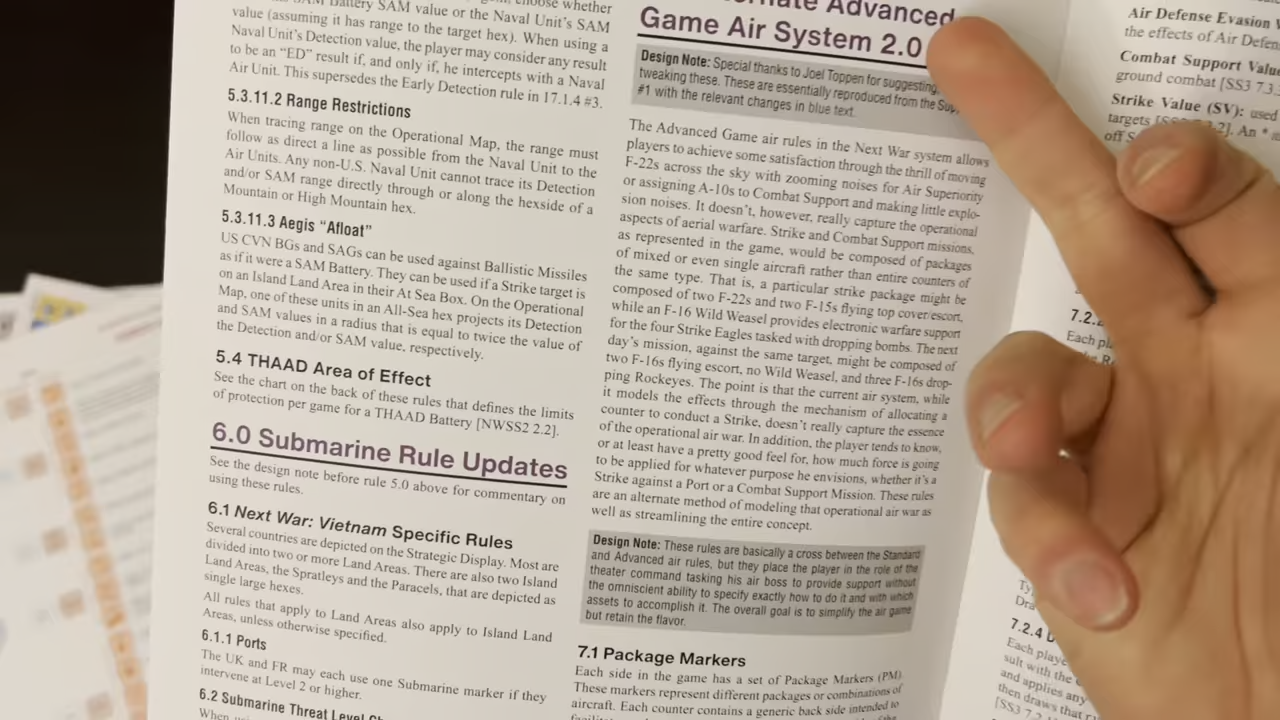 Battery SAM value or the Naval Unit's SAM
value (assuming it has range to the target hex). When using a
Naval Unit's Detection value, the player may consider any result
to be an "ED" result if, and only if, he intercepts with a Naval
Air Unit. This supersedes the Early Detection rule in 17.1.4 #3.
5.3.11.2 Range Restrictions
When tracing range on the Operational Map, the range must
follow as direct a line as possible from the Naval Unit to the
Air Units. Any non-U.S. Naval Unit cannot trace its Detection
and/or SAM range directly through or along the hexside of a
Mountain or High Mountain hex.
5.3.11.3 Aegis "Afloat"
US CVN BGs and SAGs can be used against Ballistic Missiles
as if it were a SAM Battery. They can be used if a Strike target is
on an Island Land Area in their At Sea Box. On the Operational
Map, one of these units in an All-Sea hex projects its Detection
and SAM values in a radius that is equal to twice the value of
the Detection and/or SAM value, respectively.
5.4 THAAD Area of Effect
See the chart on the back of these rules that defines the limits
of protection per game for a THAAD Battery [NWSS2 2.2].
6.0 Submarine Rule Updates
See the design note before rule 5.0 above for commentary on
using these rules.
6.1 Next War: Vietnam Specific Rules
Several countries are depicted on the Strategic Display. Most are
divided into two or more Land Areas. There are also two Island
Land Areas, the Spratleys and the Paracels, that are depicted as
single large hexes.
All rules that apply to Land Areas also apply to Island Land
Areas, unless otherwise specified.
6.1.1 Ports
The UK and FR may each use one Submarine marker if they
intervene at Level 2 or higher.
6.2 Submarine Threat Level
Advanced
Game Air System 2.0
Design Note: Special thanks to Joel Toppen for suggesting
tweaking these. These are essentially reproduced from the
#1 with the relevant changes in blue text.
The Advanced Game air rules in the Next War system allows
players to achieve some satisfaction through the thrill of moving
F-22s across the sky with zooming noises for Air Superiority
or assigning A-10s to Combat Support and making little explo-
sion noises. It doesn't, however, really capture the operational
aspects of aerial warfare. Strike and Combat Support missions,
as represented in the game, would be composed of packages
of mixed or even single aircraft rather than entire counters of
the same type. That is, a particular strike package might be
composed of two F-22s and two F-15s flying top cover/escort,
while an F-16 Wild Weasel provides electronic warfare support
for the four Strike Eagles tasked with dropping bombs. The next
day's mission, against the same target, might be composed of
two F-16s flying escort, no Wild Weasel, and three F-16s drop-
ping Rockeyes. The point is that the current air system, while
it models the effects through the mechanism of allocating a
counter to conduct a Strike, doesn't really capture the essence
of the operational air war. In addition, the player tends to know,
or at least have a pretty good feel for, how much force is going
to be applied for whatever purpose he envisions, whether it's a
Strike against a Port or a Combat Support Mission. These rules
are an alternate method of modeling that operational air war as
well as streamlining the entire concept.
Design Note: These rules are basically a cross between the Standard
and Advanced air rules, but they place the player in the role of the
theater command tasking his air boss to provide support without
the omniscient ability to specify exactly how to do it and with which
assets to accomplish it. The overall goal is to simplify the air game
but retain the flavor.
7.1 Package Markers
Each side in the game has a set of Package Markers (PM)
These markers represent different packages or combinations of
aircraft. Each counter contains a generic back side intended to
Air Defense Evasion
the effects of Air
Combat Support
ground combat [SS3
Strike Value (SV): used
targets
An * a
off
Each
7.2.4
Each
sult with the
and applies any
then draws that